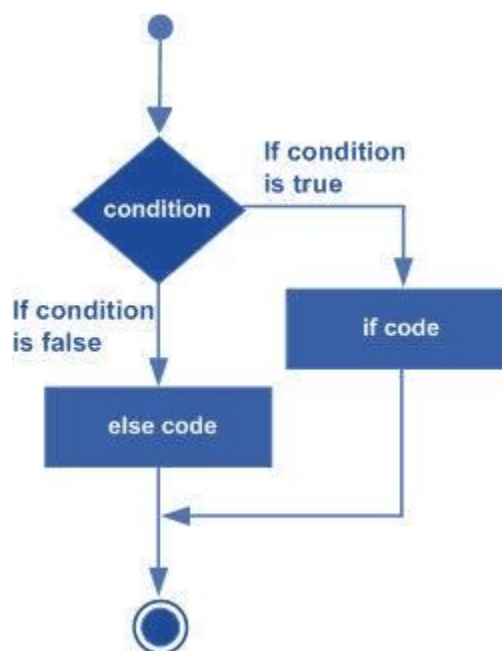 If condition
is true
condition
If condition
is false
if code
else code